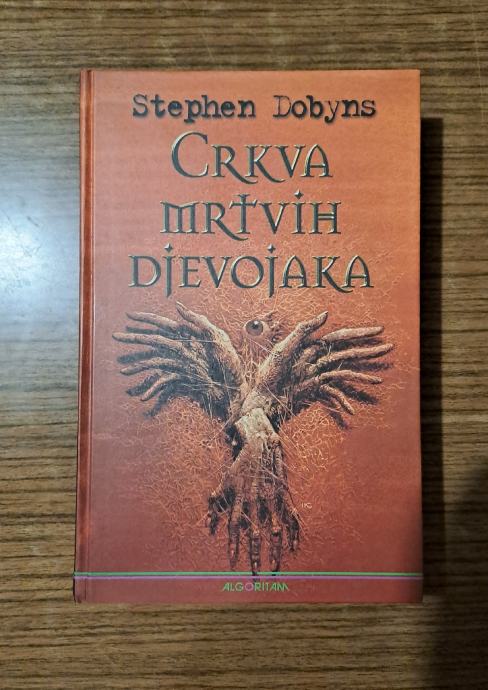 Stephen Dobyns
CRKVA
MRTVIH
DJEVOJAKA
ALGORITAM